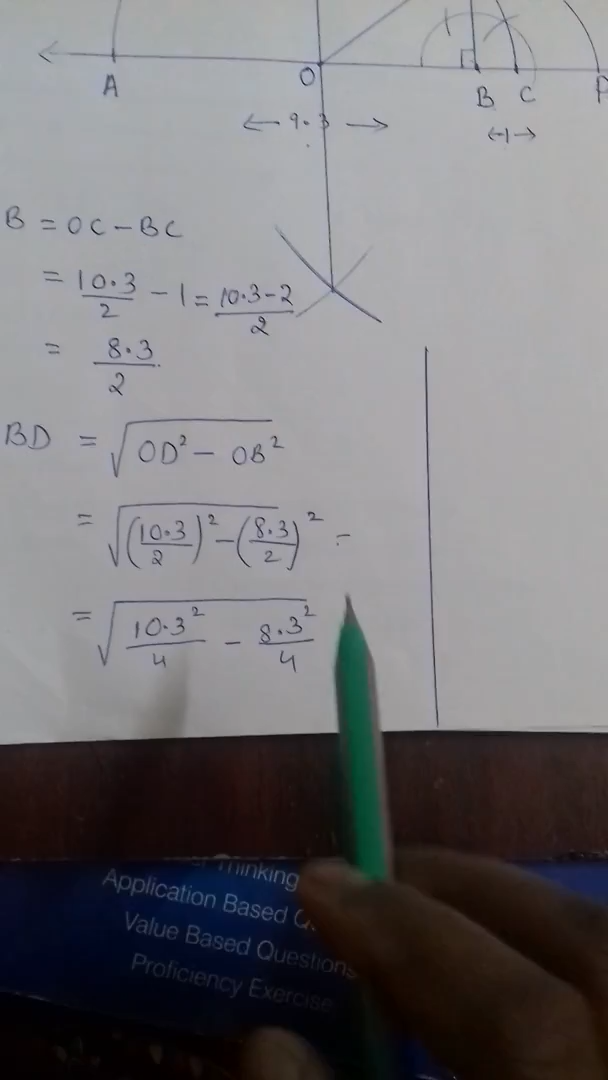 A O B C P
9.3 1
B = OC - BC
= 10.3/2 - 1 = 10.3-2/2
= 8.3/2
BD = √OD² - OB²
= √(10.3/2)² - (8.3/2)² =
= √10.3²/4 - 8.3²/4
Thinking
Application Based Q
Value Based Questions
Proficiency Exercise